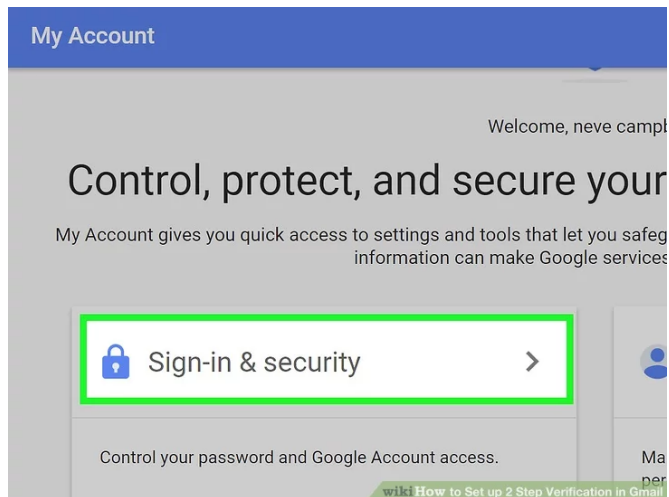 My Account
Welcome, neve campb
Control, protect, and secure your
My Account gives you quick access to settings and tools that let you safeg
information can make Google services
Sign-in & security
Control your password and Google Account access.
Ma
per
wikiHow to Set up 2 Step Verification in Gmail